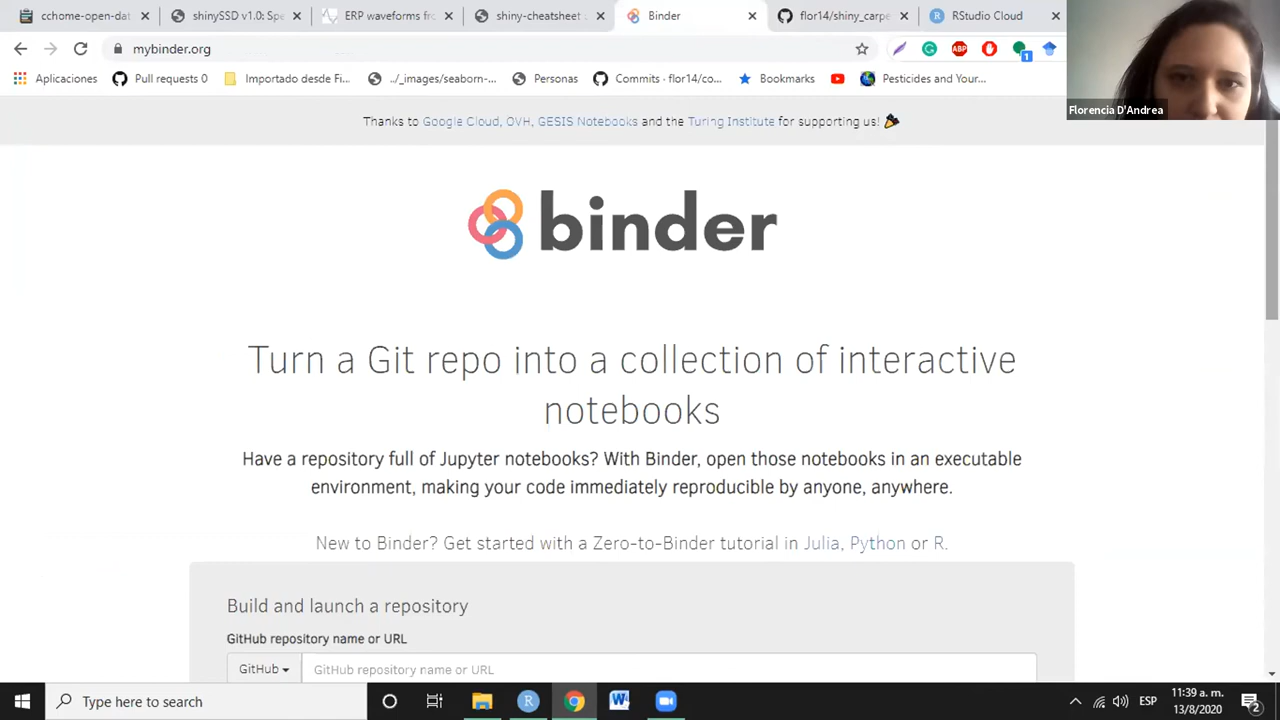 cchome-open-dat
shinySSD v1.0: Spe
ERP waveforms fro
shiny-cheatsheet
Binder
flor14/shiny_carpe
RStudio Cloud
mybinder.org
ABP
1
Aplicaciones
Pull requests 0
Importado desde Fi...
../_images/seaborn-...
Personas
Commits · flor14/co...
Bookmarks
Pesticides and Your...
Florencia D'Andrea
Thanks to Google Cloud, OVH, GESIS Notebooks and the Turing Institute for supporting us!
binder
Turn a Git repo into a collection of interactive
notebooks
Have a repository full of Jupyter notebooks? With Binder, open those notebooks in an executable
environment, making your code immediately reproducible by anyone, anywhere.
New to Binder? Get started with a Zero-to-Binder tutorial in Julia, Python or R.
Build and launch a repository
GitHub repository name or URL
GitHub
GitHub repository name or URL
Type here to search
ESP
11:39 a. m.
13/8/2020
2